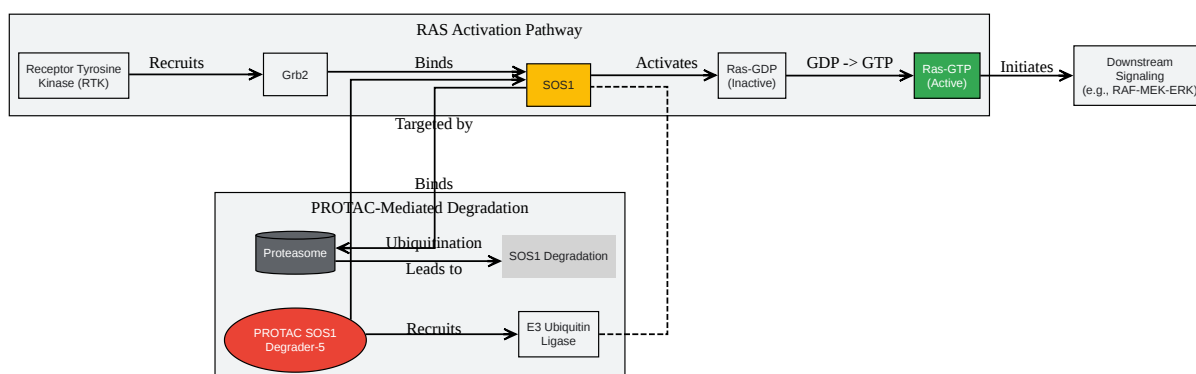 RAS Activation Pathway
Receptor Tyrosine
Kinase (RTK)
Recruits
Grb2
Binds
SOS1
Activates
Ras-GDP
(Inactive)
GDP -> GTP
Ras-GTP
(Active)
Initiates
Downstream
Signaling
(e.g., RAF-MEK-ERK)
Targeted by
Binds
PROTAC-Mediated Degradation
Proteasome
Ubiquitination
Leads to
SOS1 Degradation
PROTAC SOS1
Degrader-5
Recruits
E3 Ubiquitin
Ligase